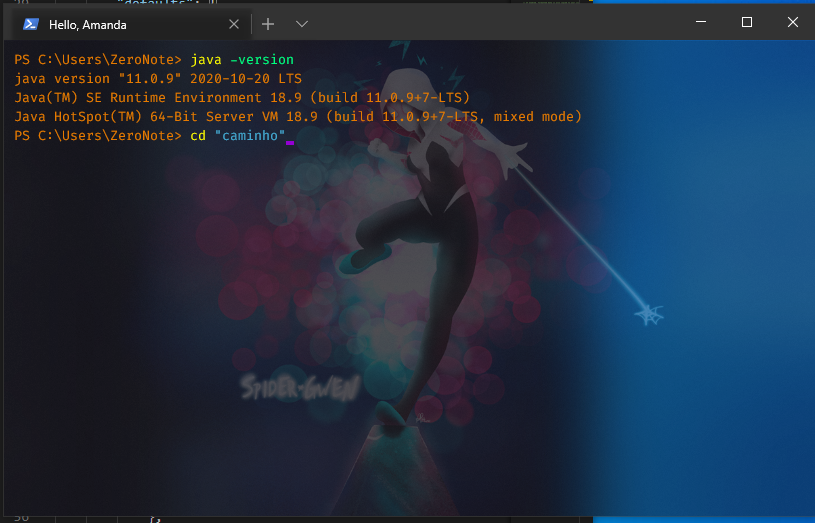 "defaults": {
Hello, Amanda
PS C:\Users\ZeroNote> java -version
java version "11.0.9" 2020-10-20 LTS
Java(TM) SE Runtime Environment 18.9 (build 11.0.9+7-LTS)
Java HotSpot(TM) 64-Bit Server VM 18.9 (build 11.0.9+7-LTS, mixed mode)
PS C:\Users\ZeroNote> cd "caminho"
SPIDER-GWEN
},